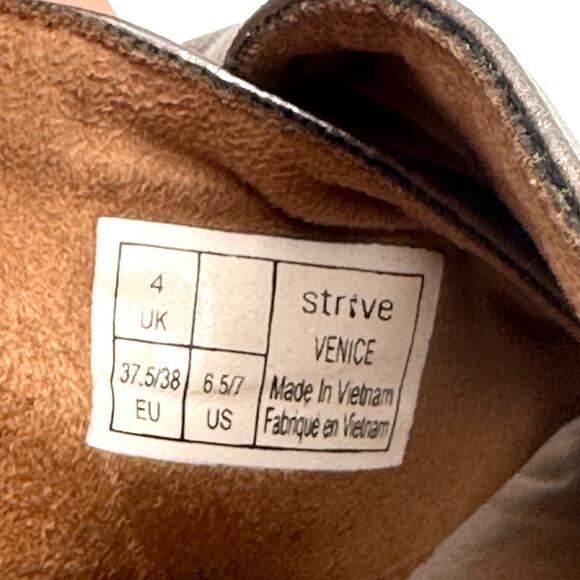 4
UK
37.5/38
EU
6.5/7
US
strive
VENICE
Made In Vietnam
Fabriqué en Vietnam